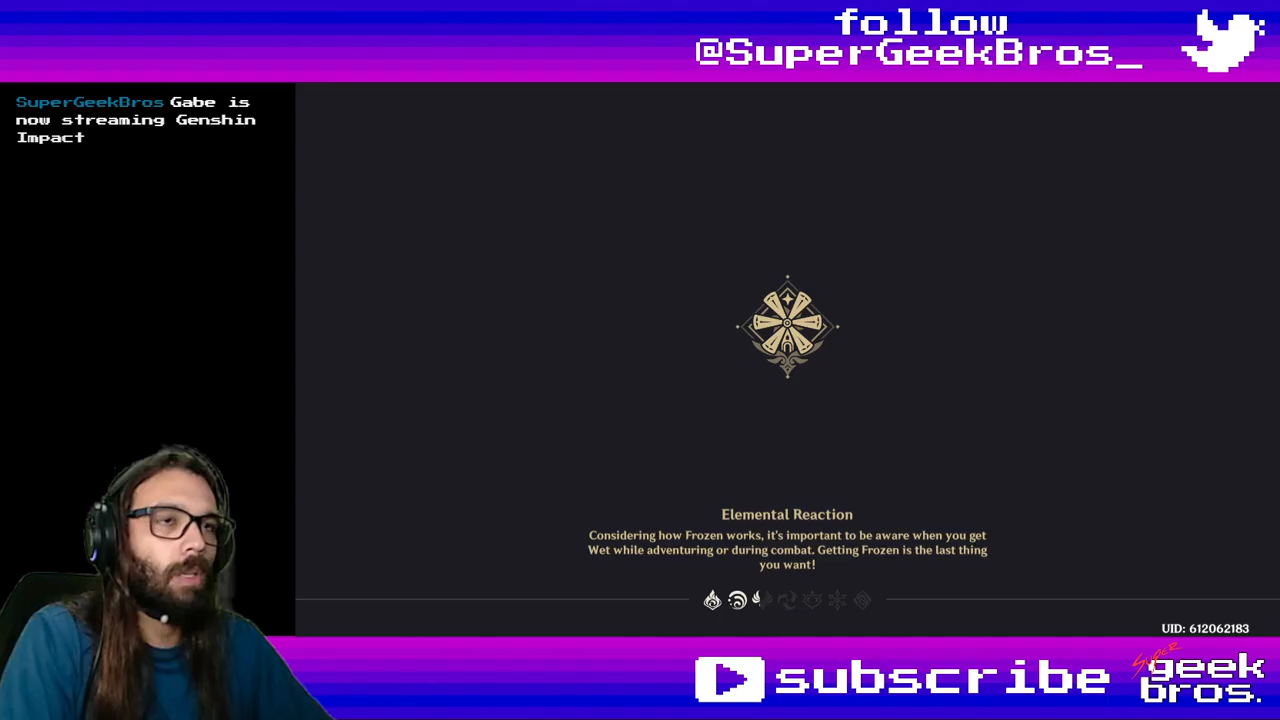 follow
@SuperGeekBros_
SuperGeekBros Gabe is
now streaming Genshin
Impact
Elemental Reaction
Considering how Frozen works, it's important to be aware when you get
Wet while adventuring or during combat. Getting Frozen is the last thing
you want!
UID: 612062183
subscribe
SUPER
geek
bros.